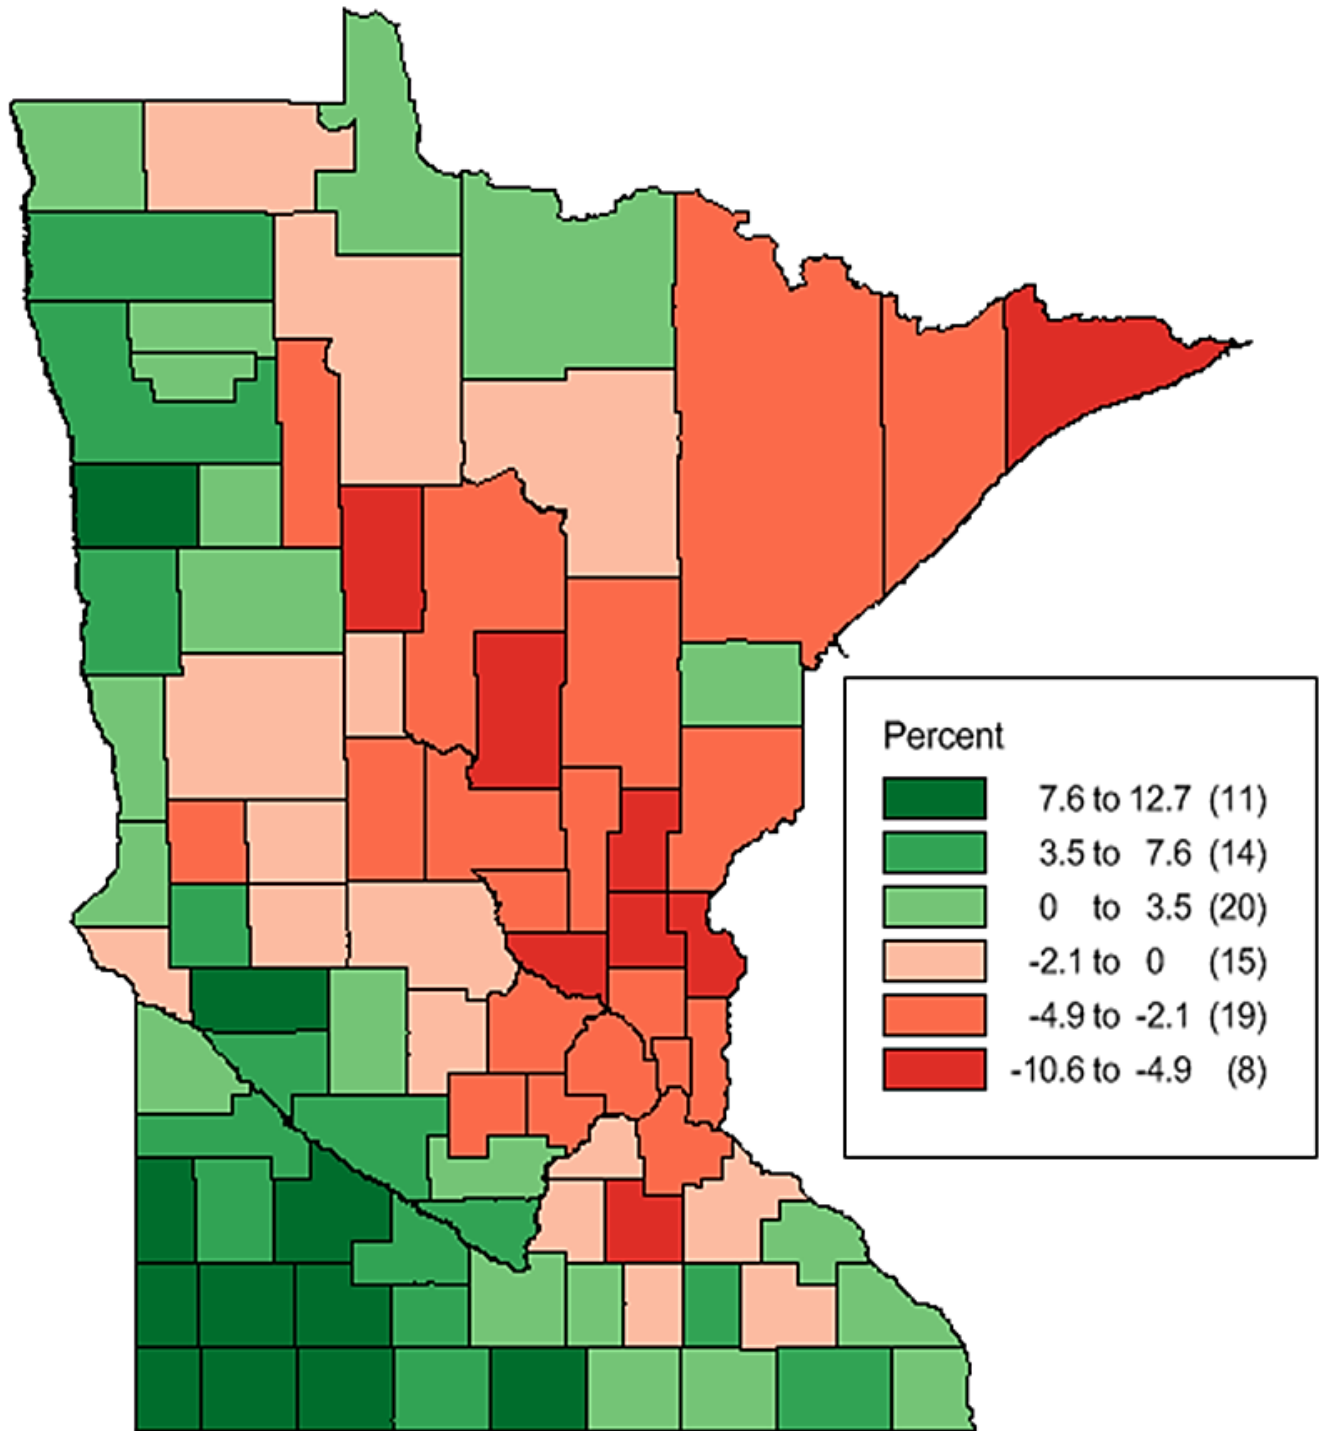 Percent
7.6 to 12.7 (11)
3.5 to 7.6 (14)
0 to 3.5 (20)
-2.1 to 0 (15)
-4.9 to -2.1 (19)
-10.6 to -4.9 (8)